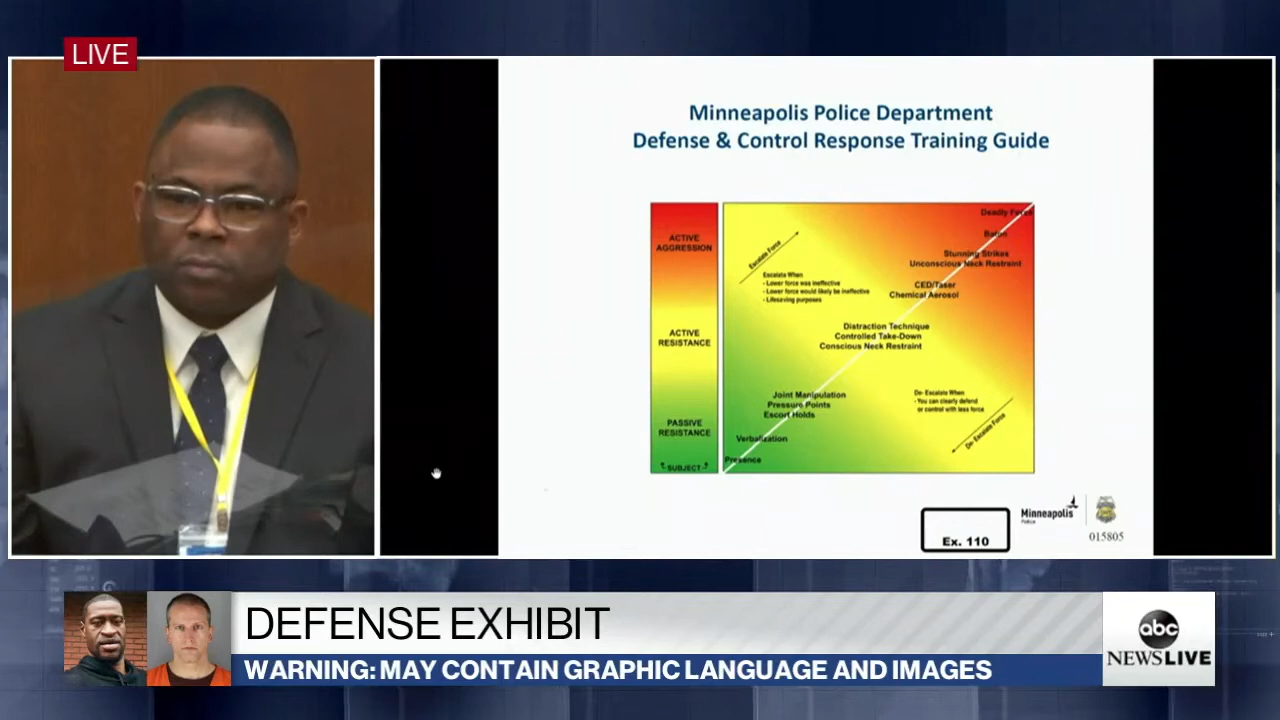 LIVE
Minneapolis Police Department
Defense & Control Response Training Guide
ACTIVE
AGGRESSION
ACTIVE
RESISTANCE
PASSIVE
RESISTANCE
SUBJECT
Escalate Force
Escalate When
- Lower force was ineffective
- Lower force would likely be ineffective
- Lifesaving purposes
Deadly Force
Baton
Stunning Strikes
Unconscious Neck Restraint
CED/Taser
Chemical Aerosol
Distraction Technique
Controlled Take-Down
Conscious Neck Restraint
Joint Manipulation
Pressure Points
Escort Holds
Verbalization
Presence
De- Escalate When
- You can clearly defend
or control with less force
De- Escalate Force
Ex. 110
Minneapolis
Police
015805
DEFENSE EXHIBIT
WARNING: MAY CONTAIN GRAPHIC LANGUAGE AND IMAGES
abc
NEWS LIVE